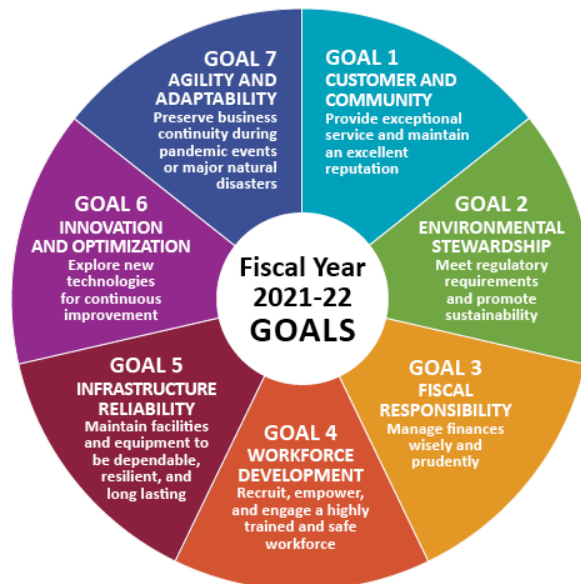 Fiscal Year
2021-22
GOALS
GOAL 1
CUSTOMER AND
COMMUNITY
Provide exceptional
service and maintain
an excellent
reputation
GOAL 2
ENVIRONMENTAL
STEWARDSHIP
Meet regulatory
requirements
and promote
sustainability
GOAL 3
FISCAL
RESPONSIBILITY
Manage finances
wisely and
prudently
GOAL 4
WORKFORCE
DEVELOPMENT
Recruit, empower,
and engage a highly
trained and safe
workforce
GOAL 5
INFRASTRUCTURE
RELIABILITY
Maintain facilities
and equipment to
be dependable,
resilient, and
long lasting
GOAL 6
INNOVATION
AND OPTIMIZATION
Explore new
technologies
for continuous
improvement
GOAL 7
AGILITY AND
ADAPTABILITY
Preserve business
continuity during
pandemic events
or major natural
disasters